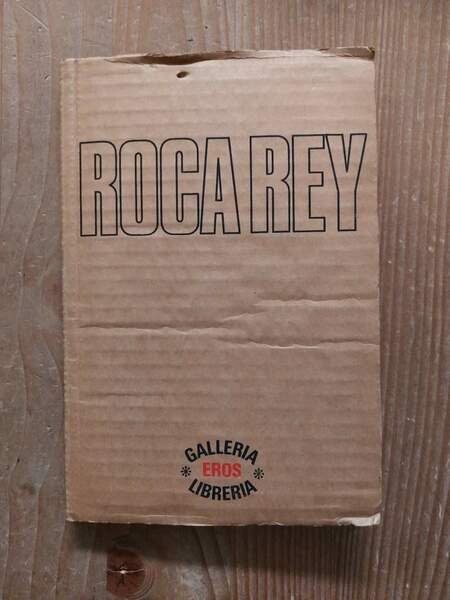 ROCA REY
GALLERIA
* EROS *
LIBRERIA